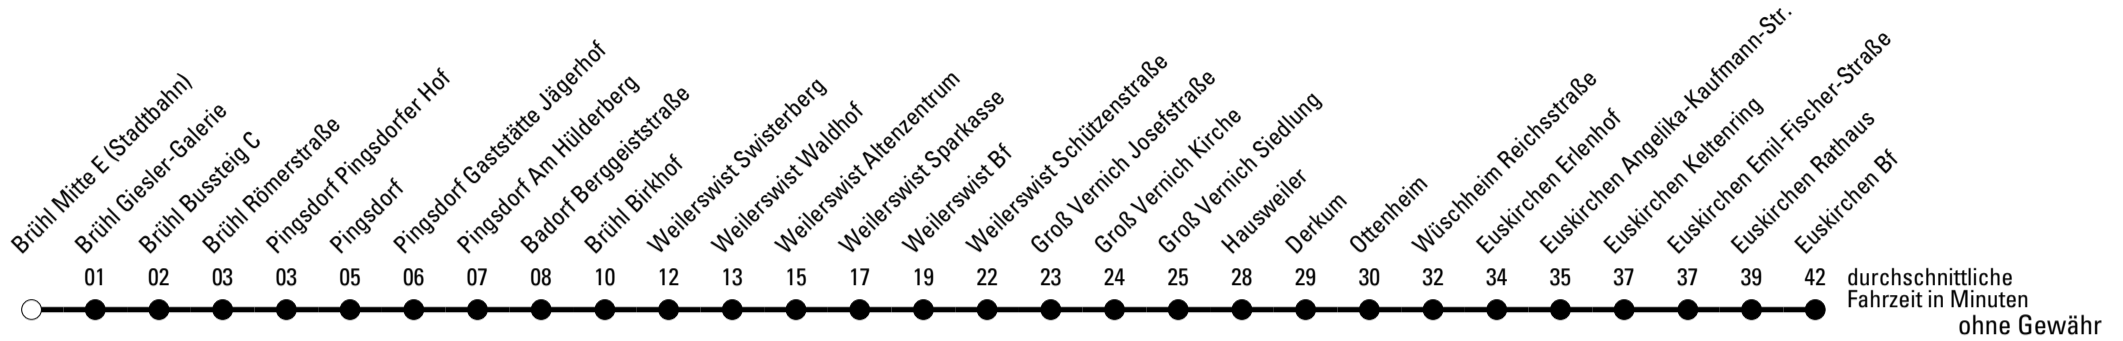 Brühl Mitte E (Stadtbahn)
Brühl Giesler-Galerie
Brühl Bussteig C
Brühl Römerstraße
Pingsdorf Pingsdorfer Hof
Pingsdorf
Pingsdorf Gaststätte Jägerhof
Pingsdorf Am Hülderberg
Badorf Berggeiststraße
Brühl Birkhof
Weilerswist Swisterberg
Weilerswist Waldhof
Weilerswist Altenzentrum
Weilerswist Sparkasse
Weilerswist Bf
Weilerswist Schützenstraße
Groß Vernich Josefstraße
Groß Vernich Kirche
Groß Vernich Siedlung
Hausweiler
Derkum
Ottenheim
Wüschheim Reichsstraße
Euskirchen Erlenhof
Euskirchen Angelika-Kaufmann-Str.
Euskirchen Keltenring
Euskirchen Emil-Fischer-Straße
Euskirchen Rathaus
Euskirchen Bf
01 02 03 03 05 06 07 08 10 12 13 15 17 19 22 23 24 25 28 29 30 32 34 35 37 37 39 42
durchschnittliche
Fahrzeit in Minuten
ohne Gewähr